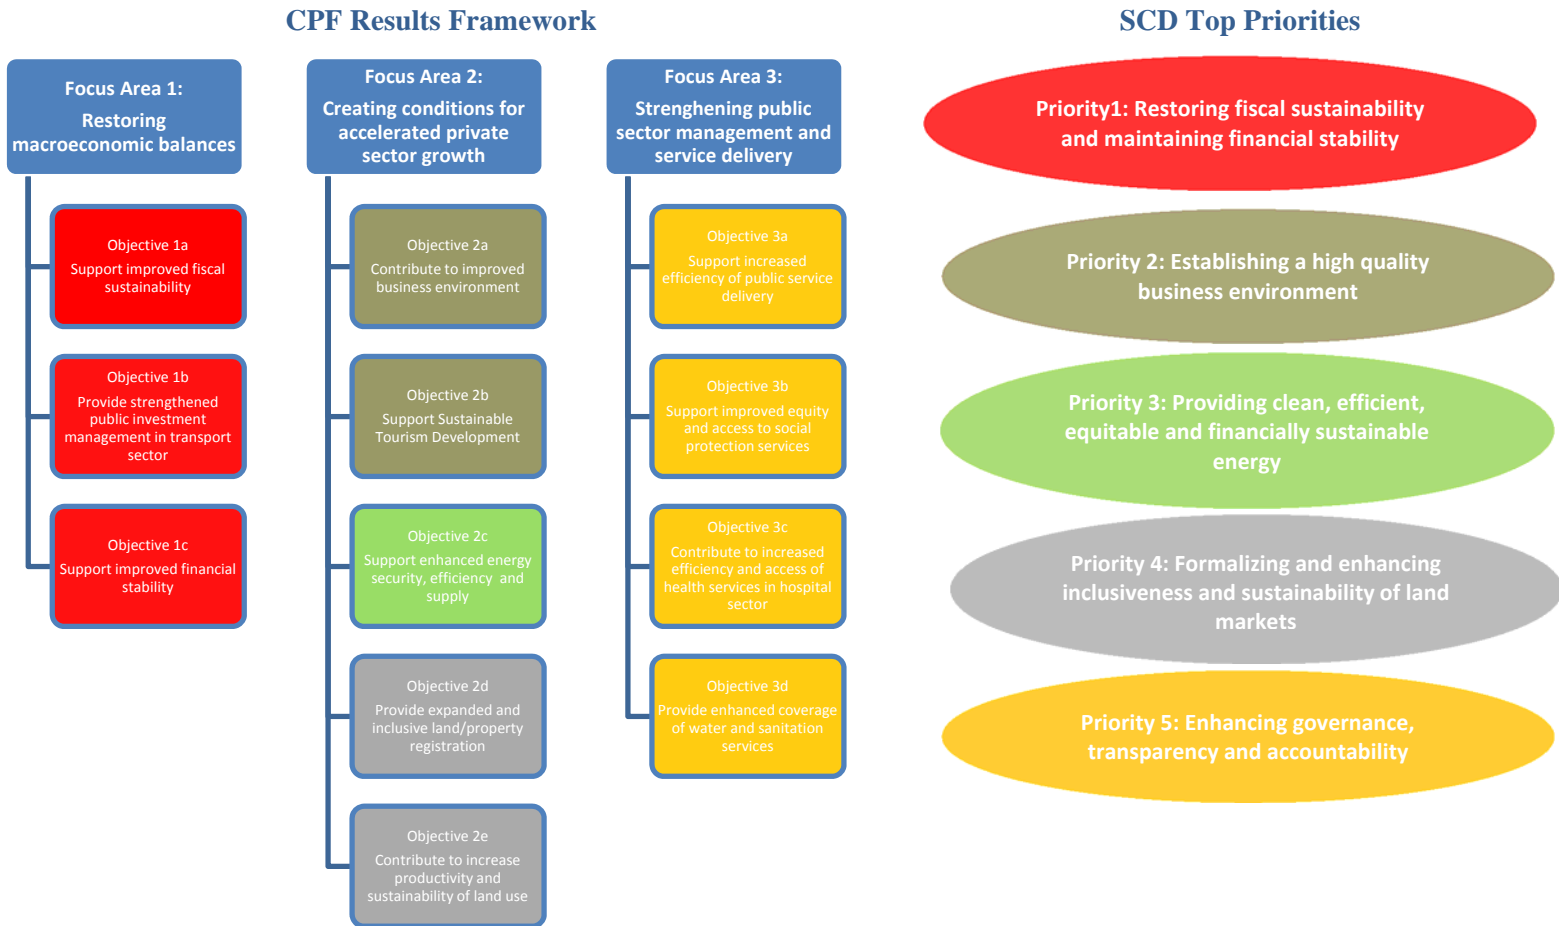 CPF Results Framework
Focus Area 1:
Restoring
macroeconomic balances
Objective 1a
Support improved fiscal
sustainability
Objective 1b
Provide strengthened
public investment
management in transport
sector
Objective 1c
Support improved financial
stability
Focus Area 2:
Creating conditions for
accelerated private
sector growth
Objective 2a
Contribute to improved
business environment
Objective 2b
Support Sustainable
Tourism Development
Objective 2c
Support enhanced energy
security, efficiency and
supply
Objective 2d
Provide expanded and
inclusive land/property
registration
Objective 2e
Contribute to increase
productivity and
sustainability of land use
Focus Area 3:
Strenghening public
sector management and
service delivery
Objective 3a
Support increased
efficiency of public service
delivery
Objective 3b
Support improved equity
and access to social
protection services
Objective 3c
Contribute to increased
efficiency and access of
health services in hospital
sector
Objective 3d
Provide enhanced coverage
of water and sanitation
services
SCD Top Priorities
Priority1: Restoring fiscal sustainability
and maintaining financial stability
Priority 2: Establishing a high quality
business environment
Priority 3: Providing clean, efficient,
equitable and financially sustainable
energy
Priority 4: Formalizing and enhancing
inclusiveness and sustainability of land
markets
Priority 5: Enhancing governance,
transparency and accountability